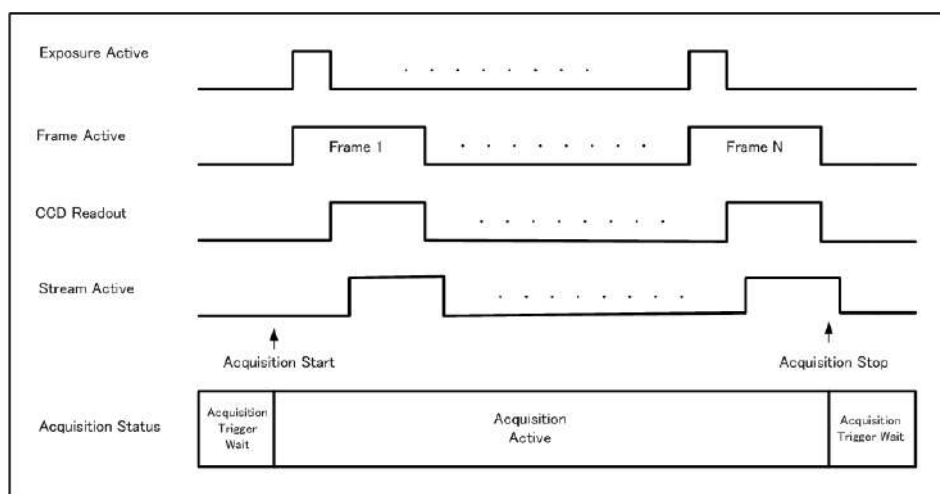 Exposure Active
Frame Active
Frame 1
Frame N
CCD Readout
Stream Active
Acquisition Start
Acquisition Stop
Acquisition Status
Acquisition
Trigger
Wait
Acquisition
Active
Acquisition
Trigger Wait